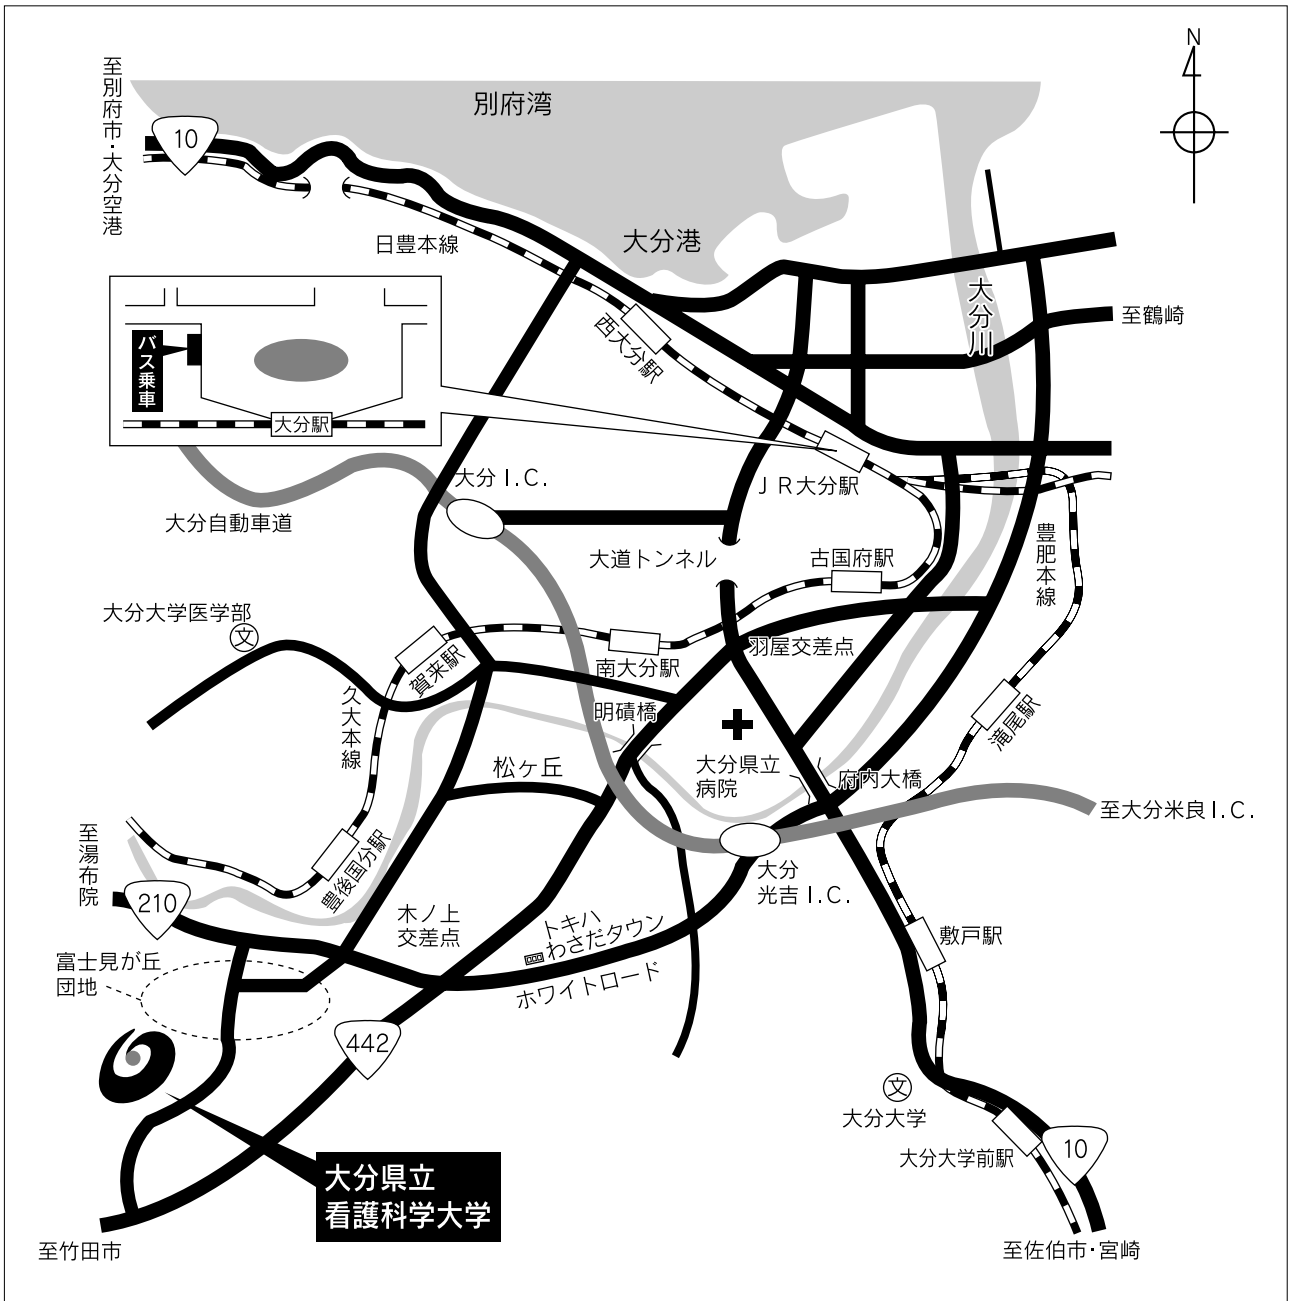 N
至別府市・大分空港
10
別府湾
日豊本線
大分港
大分川
至鶴崎
西大分駅
バス乗車
大分駅
大分自動車道
大分 I.C.
JR大分駅
大道トンネル
古国府駅
豊肥本線
大分大学医学部
文
賀来駅
南大分駅
羽屋交差点
久大本線
明磧橋
滝尾駅
松ヶ丘
大分県立
病院
府内大橋
至大分米良I.C.
至湯布院
豊後国分駅
大分
光吉I.C.
210
木ノ上
交差点
トキハ
わさだタウン
敷戸駅
富士見が丘
団地
ホワイトロード
442
文
大分大学
大分大学前駅
10
大分県立
看護科学大学
至竹田市
至佐伯市・宮崎